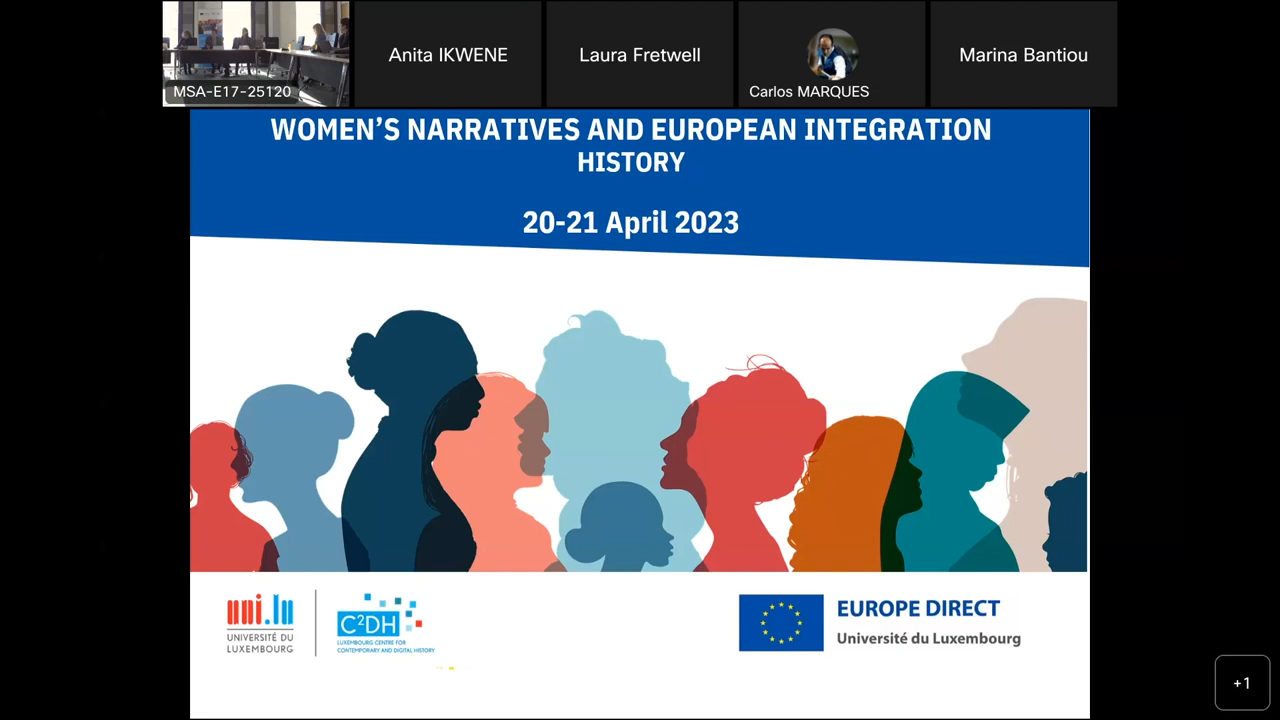 MSA-E17-25120
Anita IKWENE
Laura Fretwell
Carlos MARQUES
Marina Bantiou
WOMEN'S NARRATIVES AND EUROPEAN INTEGRATION
HISTORY
20-21 April 2023
uni.lu
UNIVERSITÉ DU
LUXEMBOURG
C²DH
LUXEMBOURG CENTRE FOR
CONTEMPORARY AND DIGITAL HISTORY
EUROPE DIRECT
Université du Luxembourg
+1